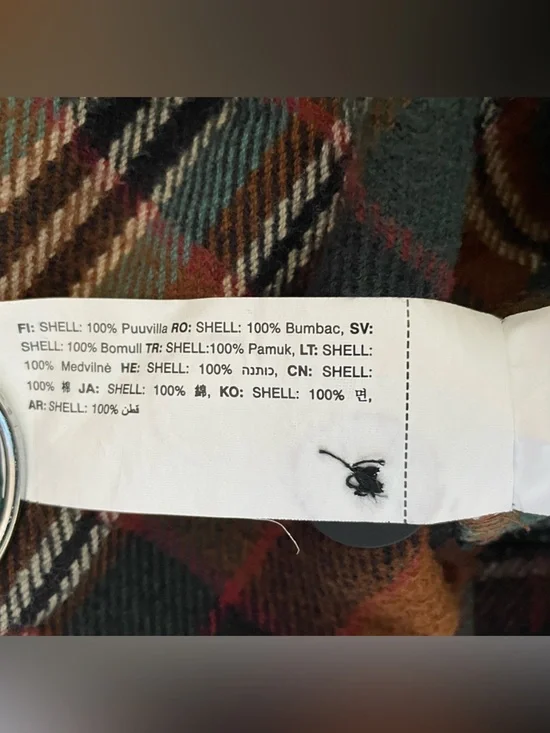 FI: SHELL: 100% Puuvilla RO: SHELL: 100% Bumbac, SV:
SHELL: 100% Bomull TR: SHELL:100% Pamuk, LT: SHELL:
100% Medvilnė HE: SHELL: 100% כותנה, CN: SHELL:
100% 棉 JA: SHELL: 100% 綿, KO: SHELL: 100% 면,
AR: SHELL: 100% قطن